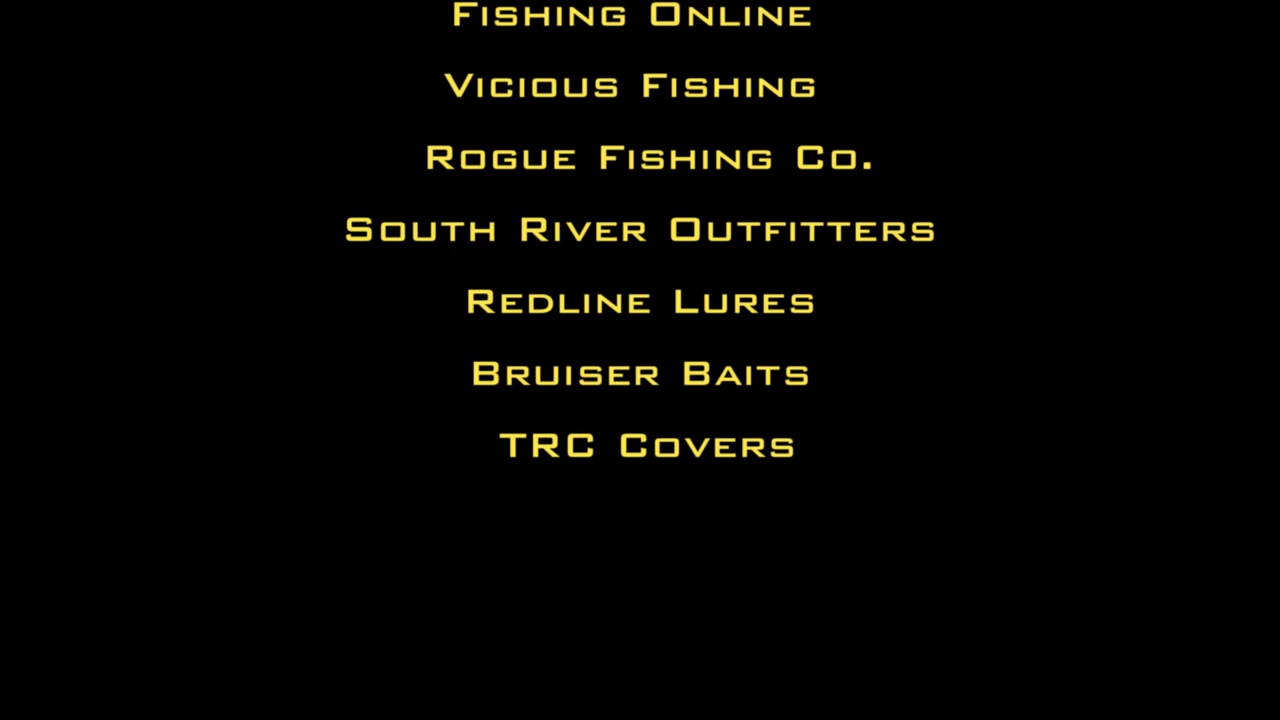 Fishing Online
Vicious Fishing
Rogue Fishing Co.
South River Outfitters
Redline Lures
Bruiser Baits
TRC Covers